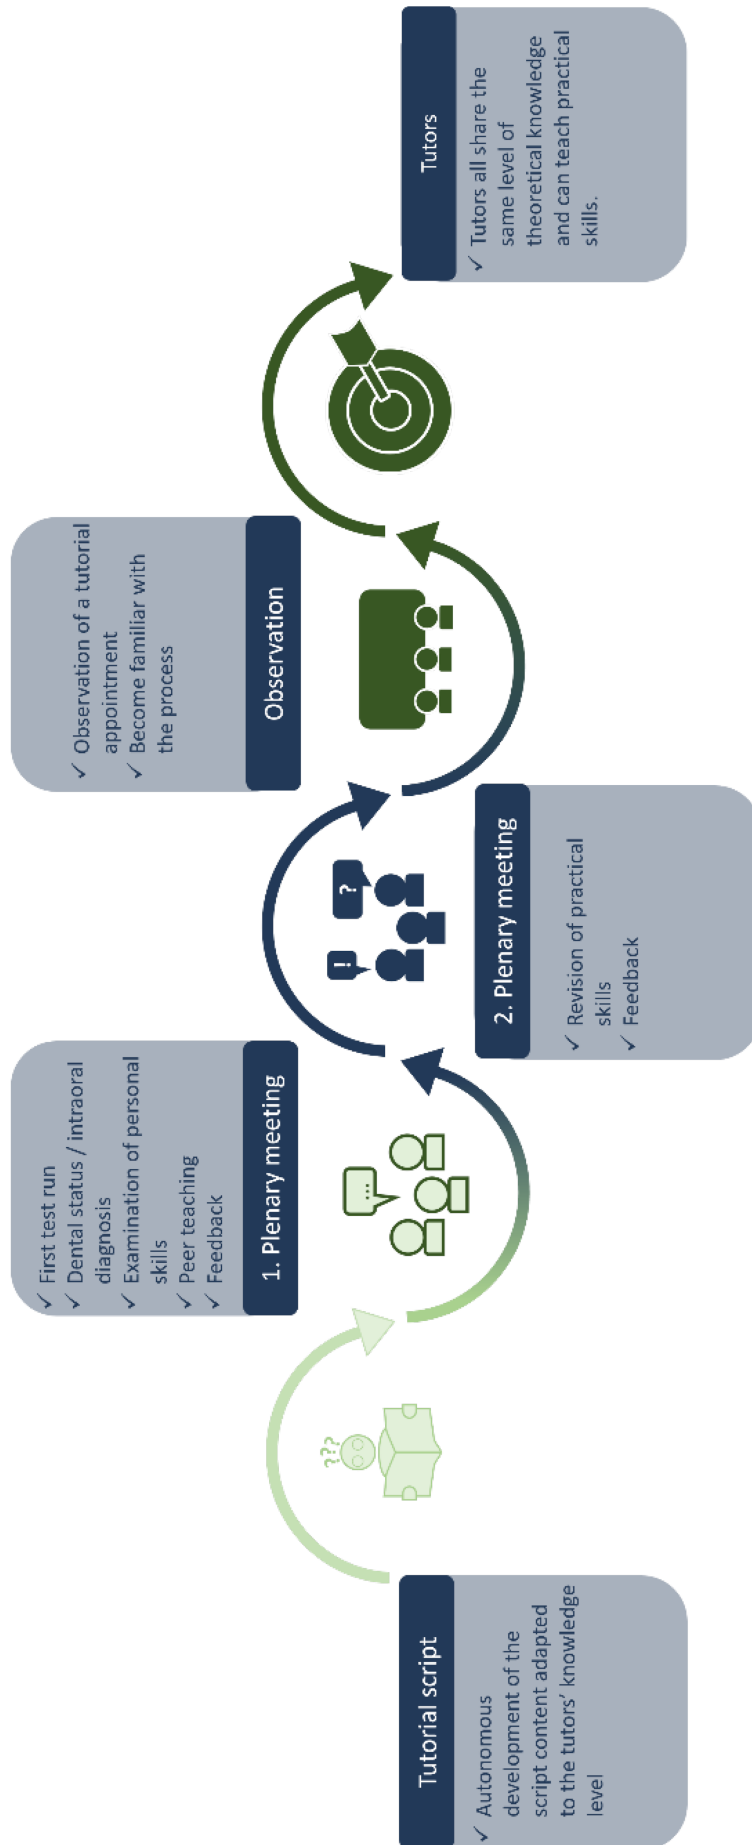 Tutorial script
✓ Autonomous
development of the
script content adapted
to the tutors' knowledge
level
???
✓ First test run
✓ Dental status / intraoral
diagnosis
✓ Examination of personal
skills
✓ Peer teaching
✓ Feedback
1. Plenary meeting
...
! ?
2. Plenary meeting
✓ Revision of practical
skills
✓ Feedback
✓ Observation of a tutorial
appointment
✓ Become familiar with
the process
Observation
Tutors
✓ Tutors all share the
same level of
theoretical knowledge
and can teach practical
skills.